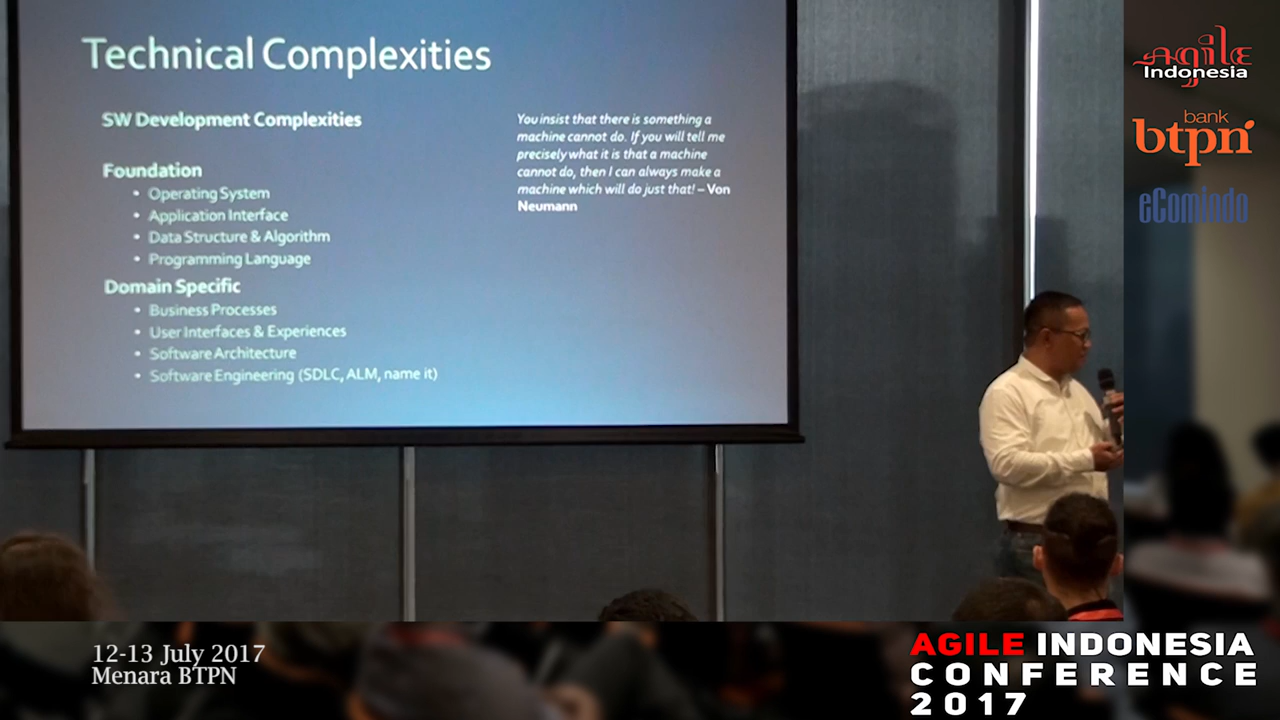 Technical Complexities
SW Development Complexities
Foundation
• Operating System
• Application Interface
• Data Structure & Algorithm
• Programming Language
Domain Specific
• Business Processes
• User Interfaces & Experiences
• Software Architecture
• Software Engineering (SDLC, ALM, name it)
You insist that there is something a
machine cannot do. If you will tell me
precisely what it is that a machine
cannot do, then I can always make a
machine which will do just that! – Von
Neumann
agile
Indonesia
bank
btpn
eComindo
12-13 July 2017
Menara BTPN
AGILE INDONESIA
CONFERENCE
2017